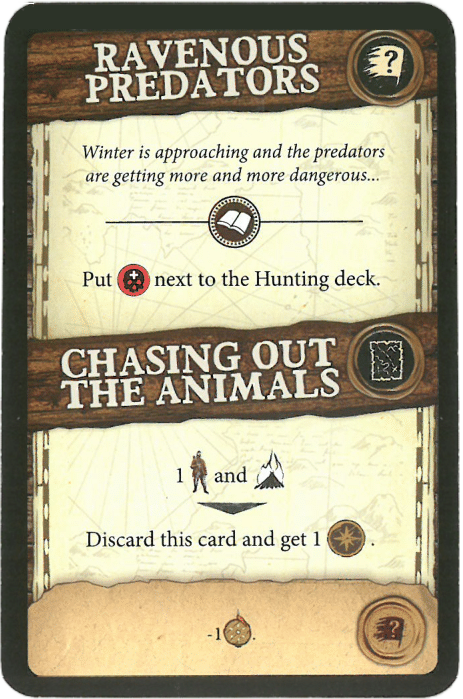 RAVENOUS
PREDATORS
?
Winter is approaching and the predators
are getting more and more dangerous...
Put next to the Hunting deck.
CHASING OUT
THE ANIMALS
1 and
Discard this card and get 1 .
-1 .
?